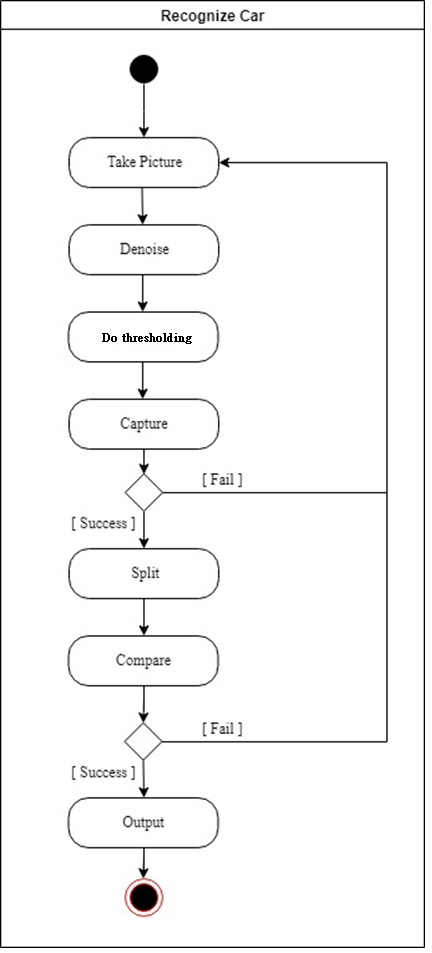 Recognize Car
Take Picture
Denoise
Do thresholding
Capture
[ Fail ]
[ Success ]
Split
Compare
[ Fail ]
[ Success ]
Output